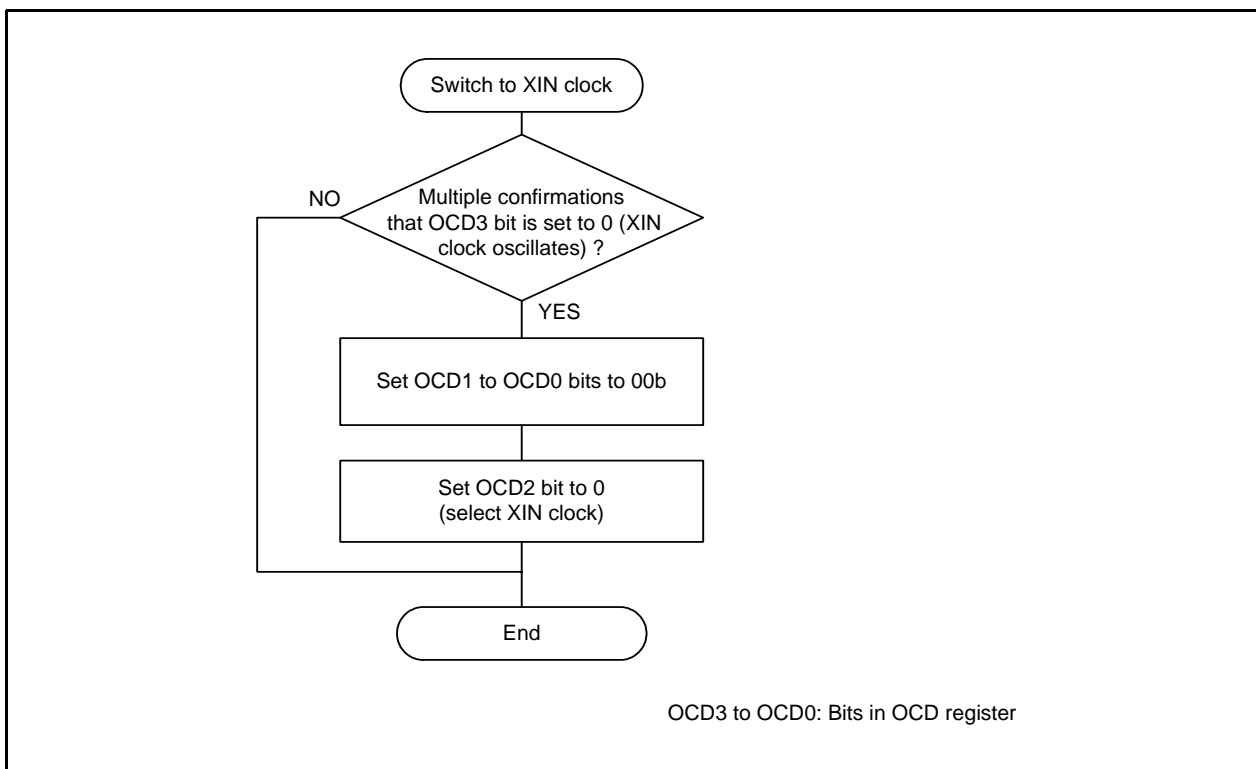 Switch to XIN clock
NO
Multiple confirmations
that OCD3 bit is set to 0 (XIN
clock oscillates) ?
YES
Set OCD1 to OCD0 bits to 00b
Set OCD2 bit to 0
(select XIN clock)
End
OCD3 to OCD0: Bits in OCD register